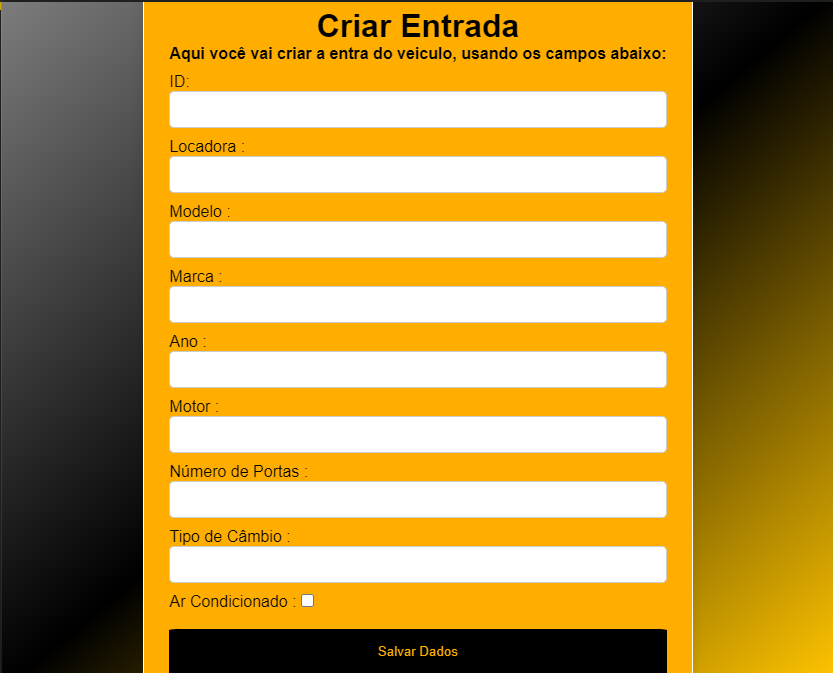 Criar Entrada
Aqui você vai criar a entra do veiculo, usando os campos abaixo:
ID:
Locadora :
Modelo :
Marca :
Ano :
Motor :
Número de Portas :
Tipo de Câmbio :
Ar Condicionado :
Salvar Dados